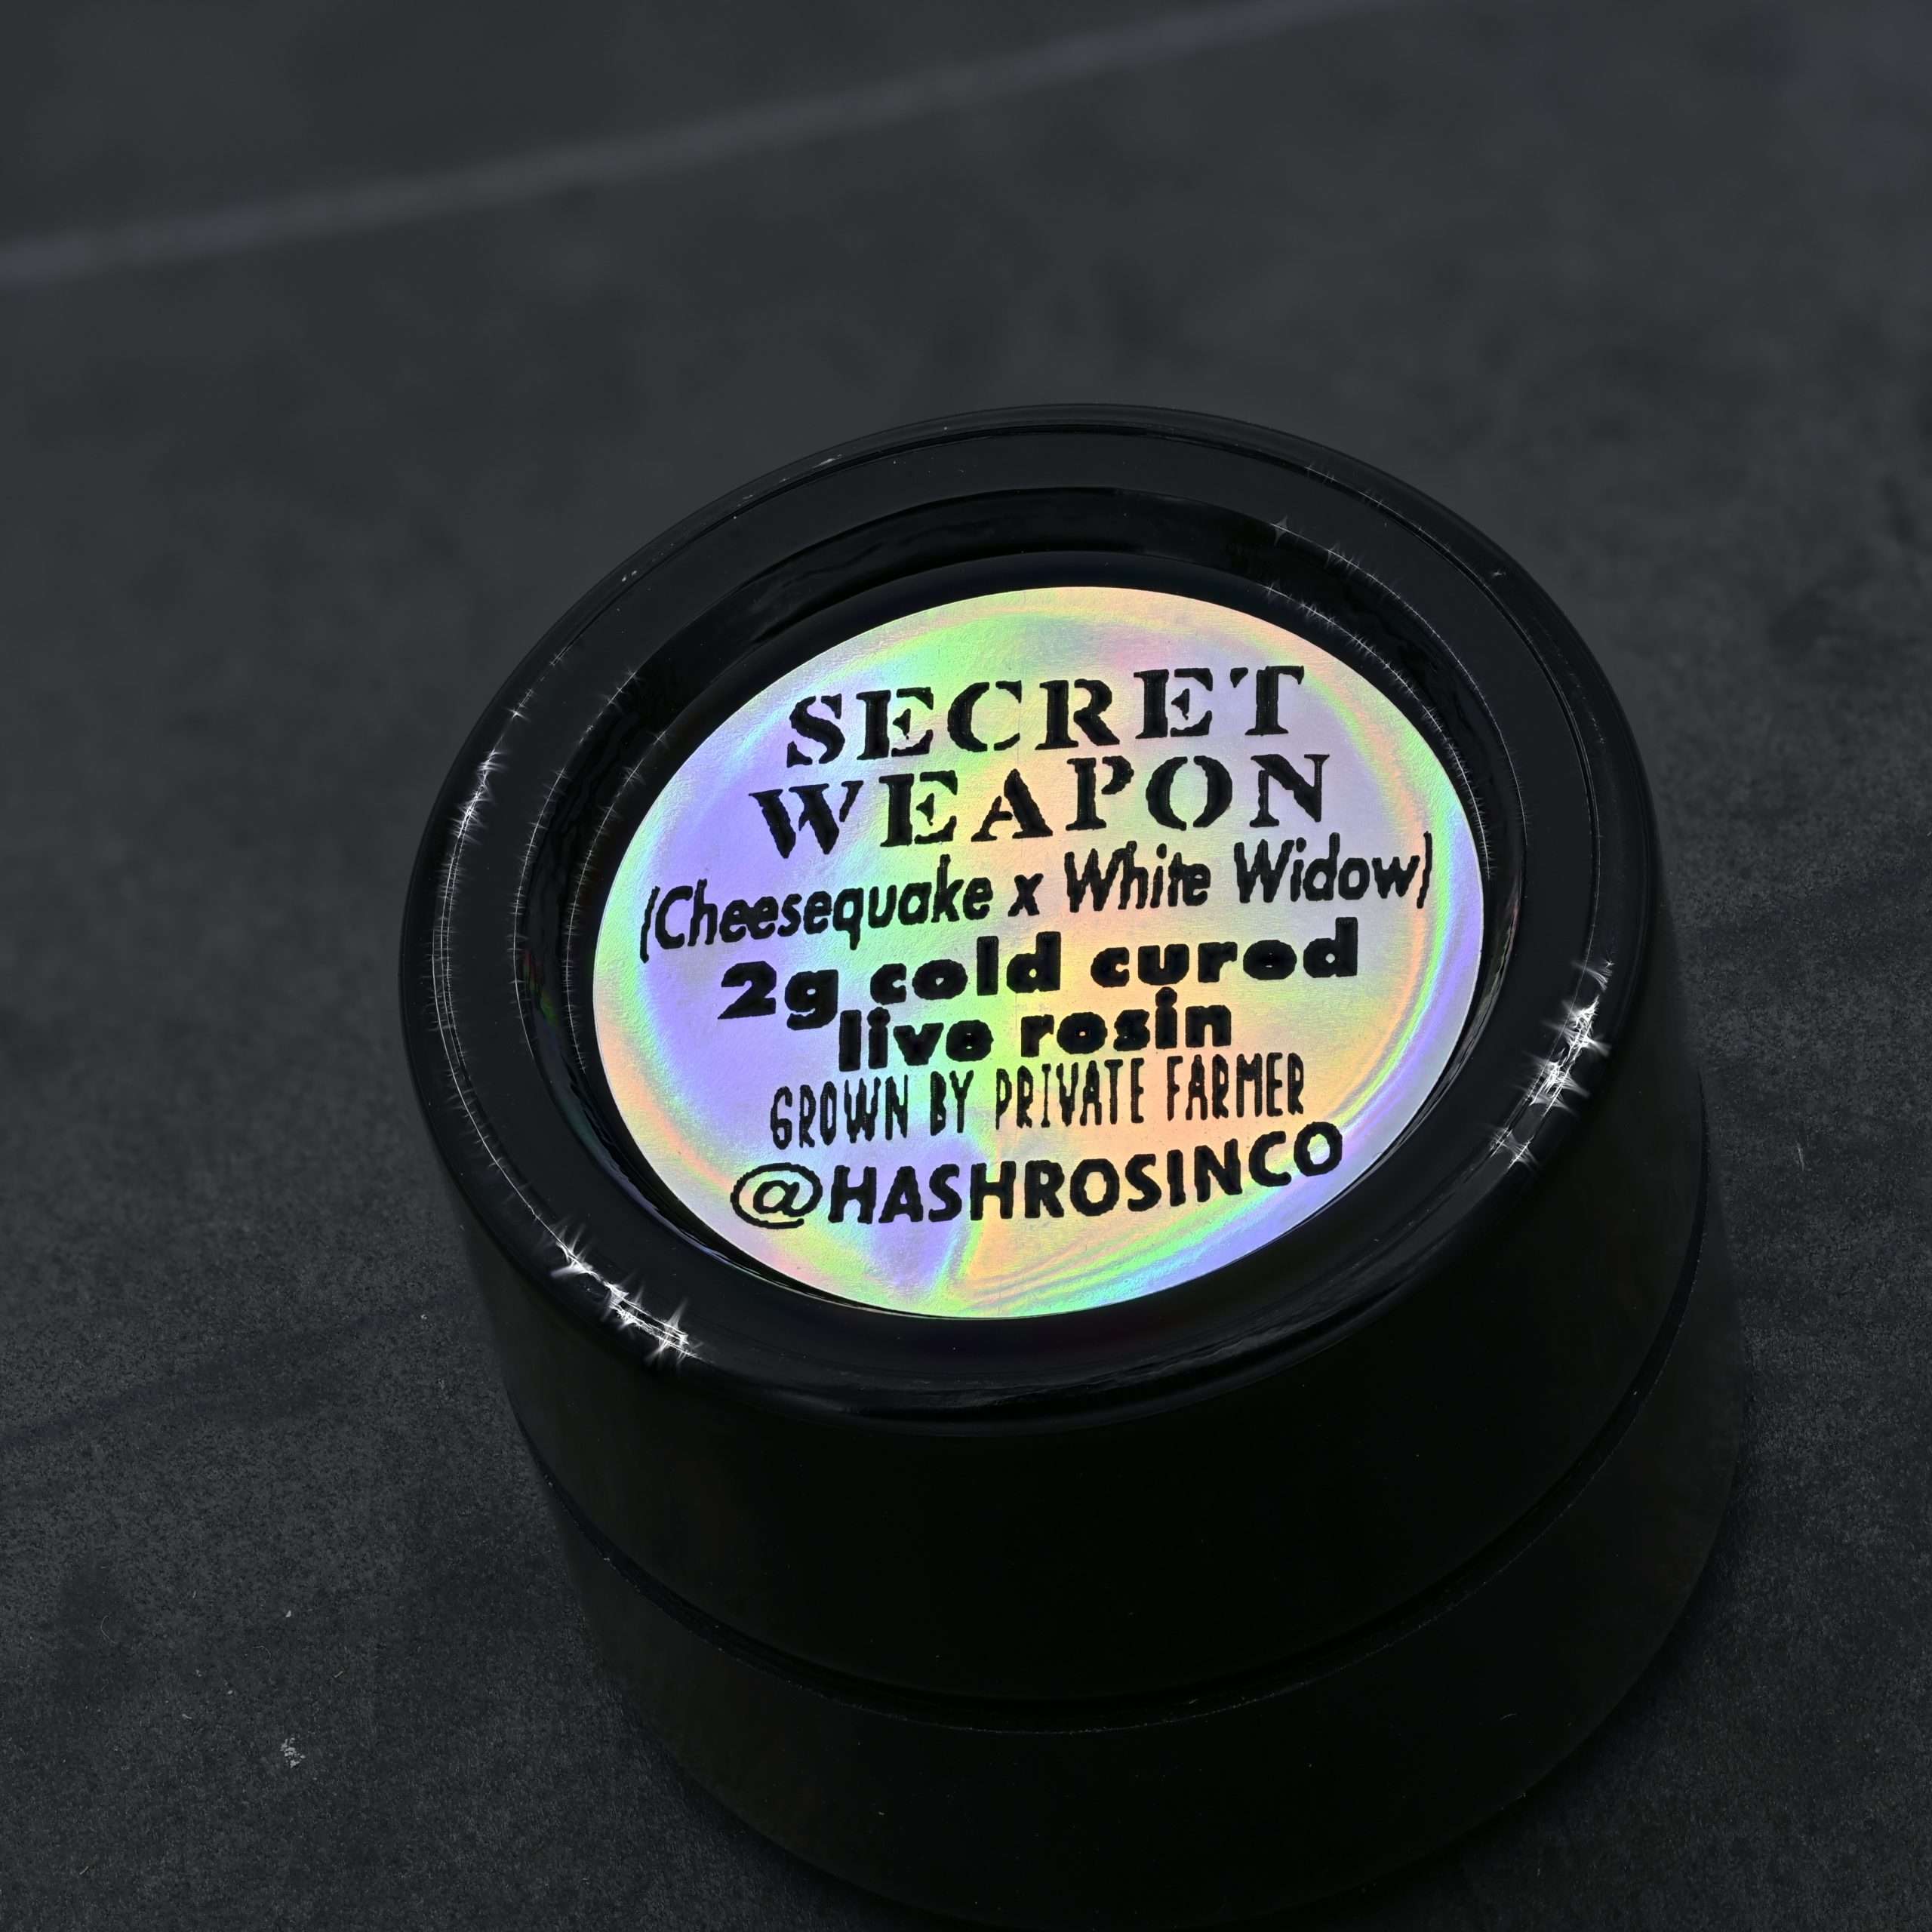 SECRET
WEAPON
(Cheesequake x White Widow)
2g cold cured
live rosin
GROWN BY PRIVATE FARMER
@HASHROSINCO